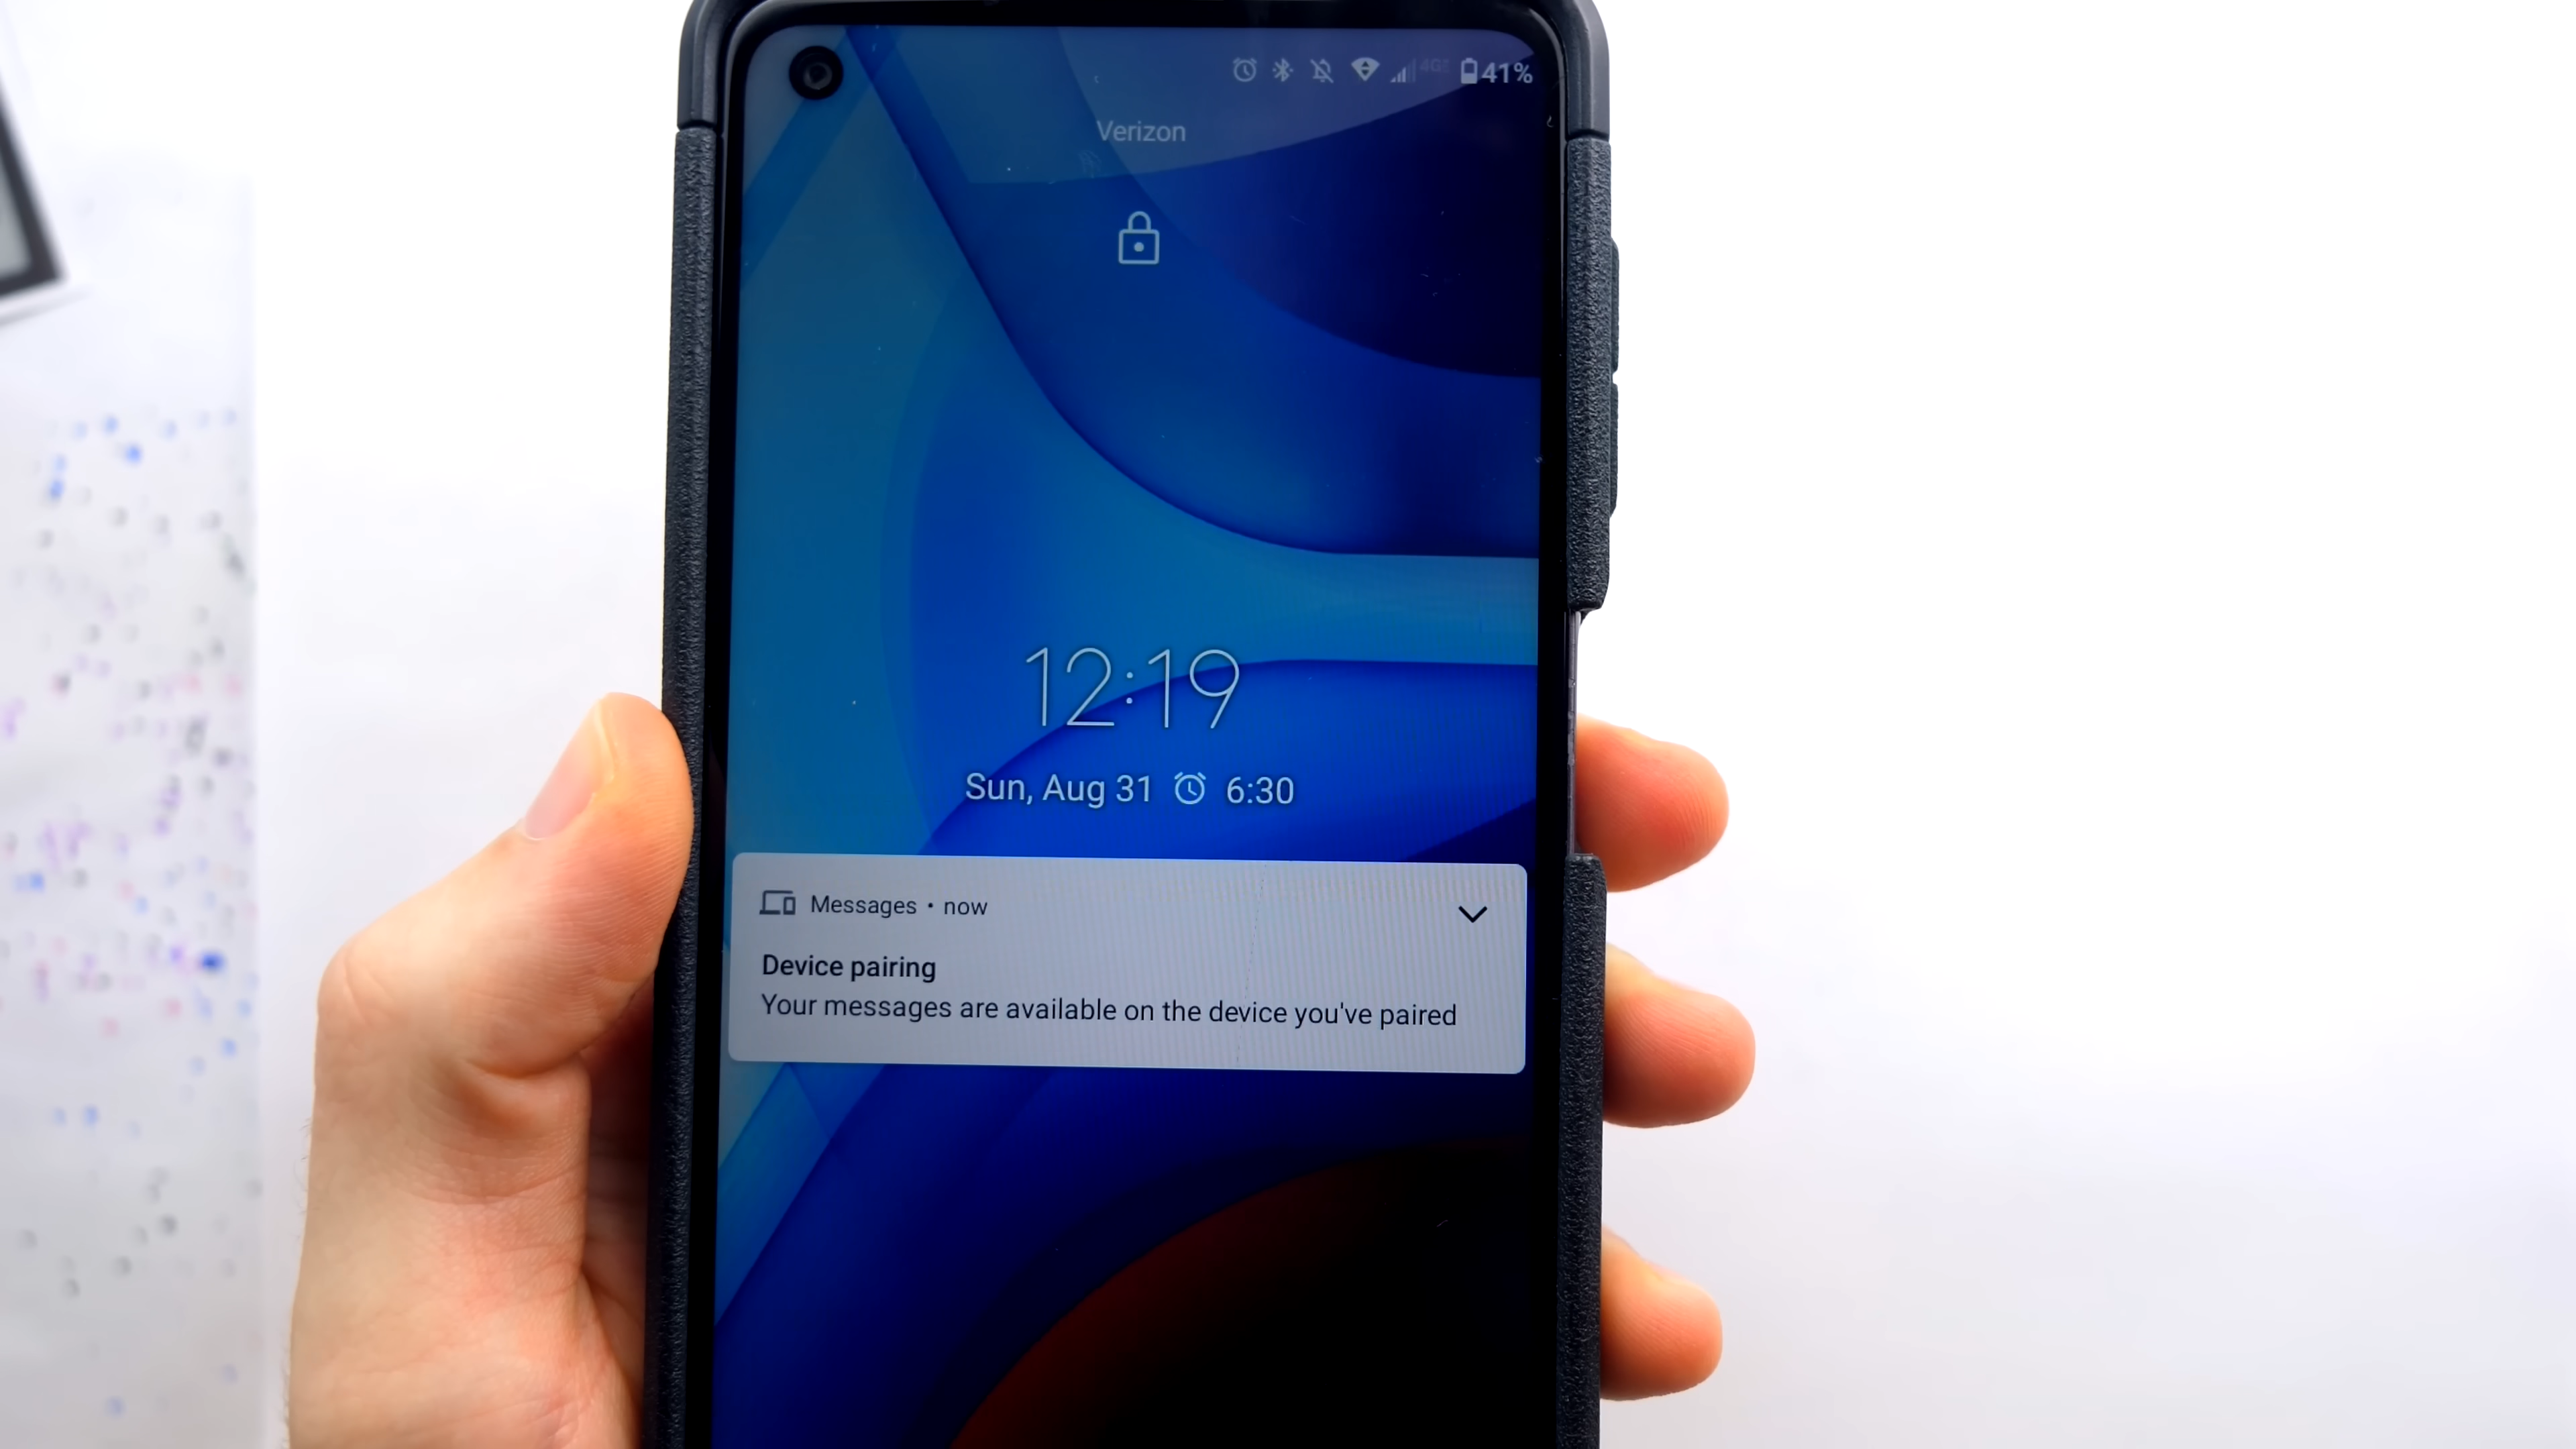 4G 41%
Verizon
12:19
Sun, Aug 31 6:30
Messages • now
Device pairing
Your messages are available on the device you've paired